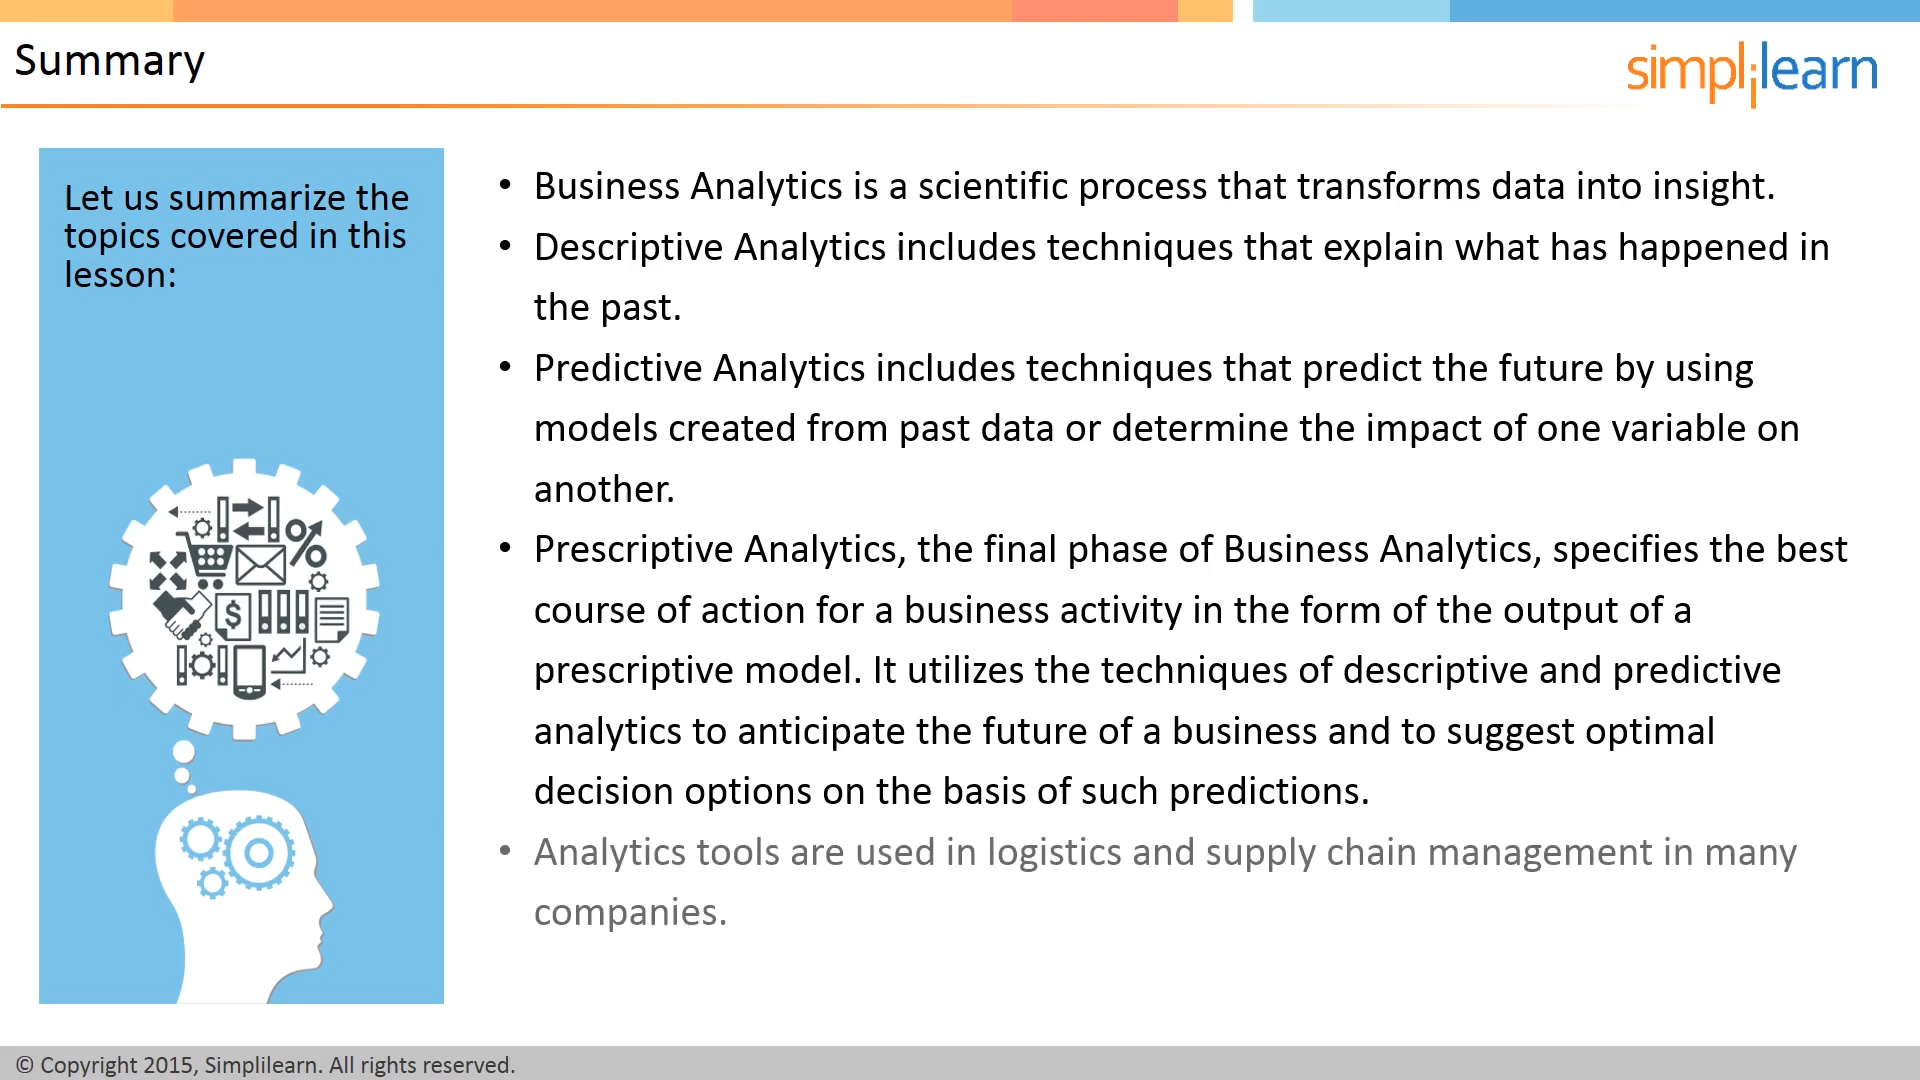 Summary
simplilearn
Let us summarize the
topics covered in this
lesson:
• Business Analytics is a scientific process that transforms data into insight.
• Descriptive Analytics includes techniques that explain what has happened in
the past.
• Predictive Analytics includes techniques that predict the future by using
models created from past data or determine the impact of one variable on
another.
• Prescriptive Analytics, the final phase of Business Analytics, specifies the best
course of action for a business activity in the form of the output of a
prescriptive model. It utilizes the techniques of descriptive and predictive
analytics to anticipate the future of a business and to suggest optimal
decision options on the basis of such predictions.
• Analytics tools are used in logistics and supply chain management in many
companies.
© Copyright 2015, Simplilearn. All rights reserved.